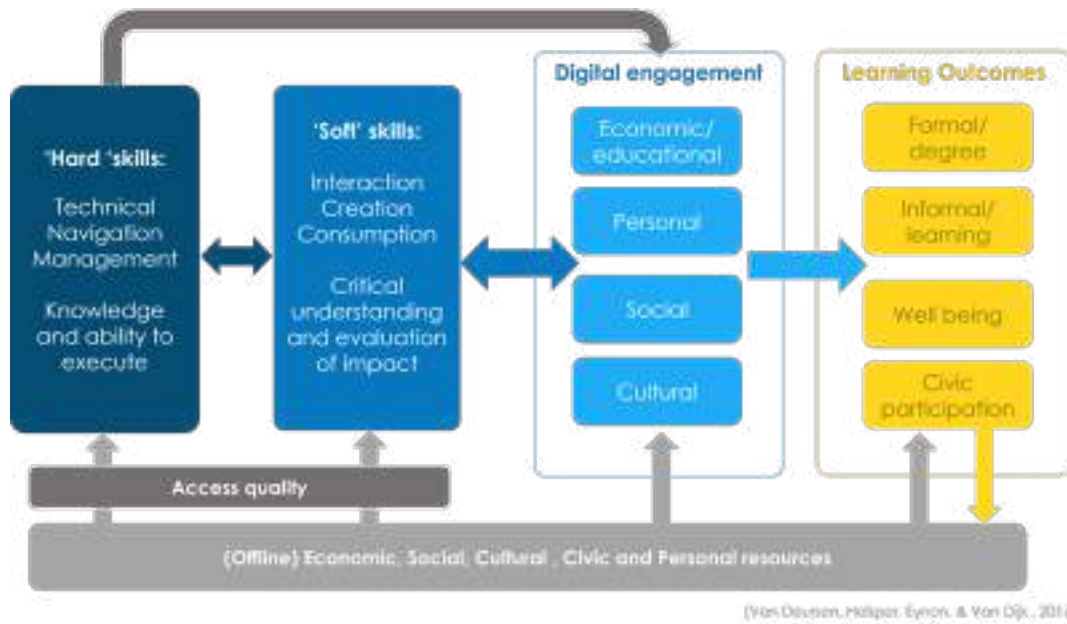 'Hard 'skills:
Technical
Navigation
Management
Knowledge
and ability to
execute
'Soft' skills:
Interaction
Creation
Consumption
Critical
understanding
and evaluation
of impact
Digital engagement
Economic/
educational
Personal
Social
Cultural
Learning Outcomes
Formal/
degree
Informal/
learning
Well being
Civic
participation
Access quality
(Offline) Economic, Social, Cultural , Civic and Personal resources
(Van Deursen, Helsper, Eynon, & Van Dijk,